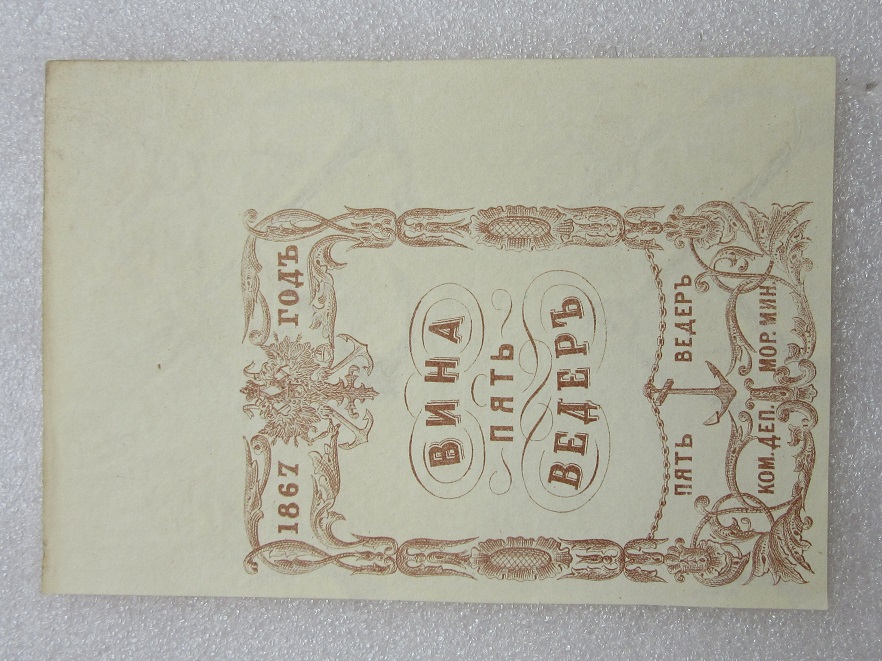 1867 ГОДЪ
ВИНА
ПЯТЬ
ВЕДЕРЪ
ПЯТЬ ВЕДЕРЪ
КОМ. ДЕП. МОР. МИН